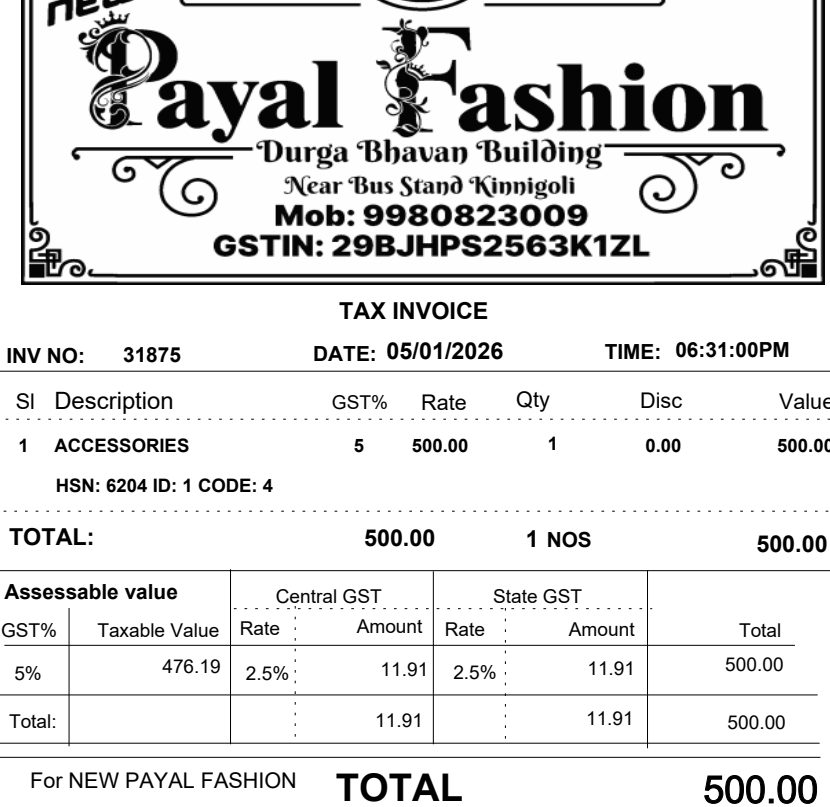 new
Payal Fashion
Durga Bhavan Building
Near Bus Stand Kinnigoli
Mob: 9980823009
GSTIN: 29BJHPS2563K1ZL
TAX INVOICE
INV NO: 31875 DATE: 05/01/2026 TIME: 06:31:00PM
Sl Description GST% Rate Qty Disc Value
1 ACCESSORIES 5 500.00 1 0.00 500.00
HSN: 6204 ID: 1 CODE: 4
TOTAL: 500.00 1 NOS 500.00
Assessable value Central GST State GST
GST% Taxable Value Rate Amount Rate Amount Total
5% 476.19 2.5% 11.91 2.5% 11.91 500.00
Total: 11.91 11.91 500.00
For NEW PAYAL FASHION TOTAL 500.00